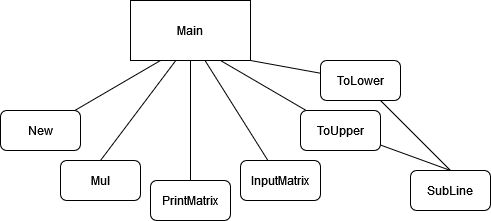 Main
ToLower
New
ToUpper
Mul
InputMatrix
SubLine
PrintMatrix